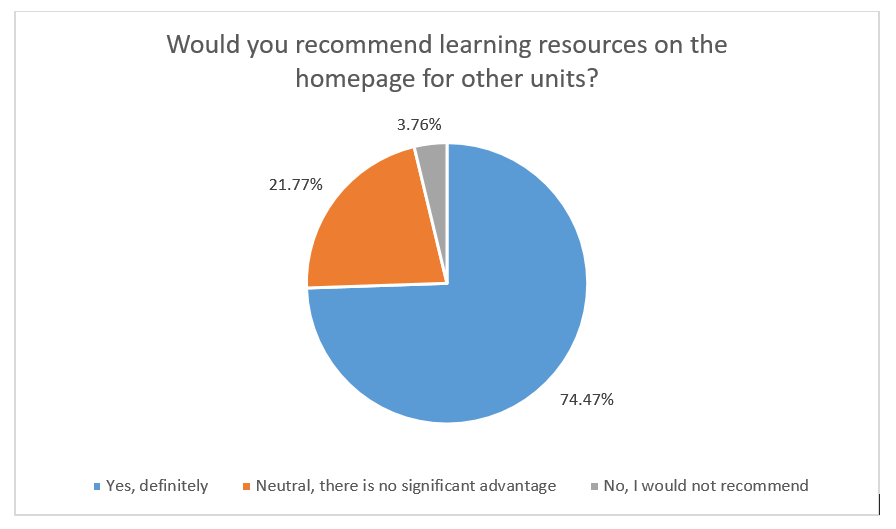 Would you recommend learning resources on the
homepage for other units?
3.76%
21.77%
74.47%
Yes, definitely
Neutral, there is no significant advantage
No, I would not recommend